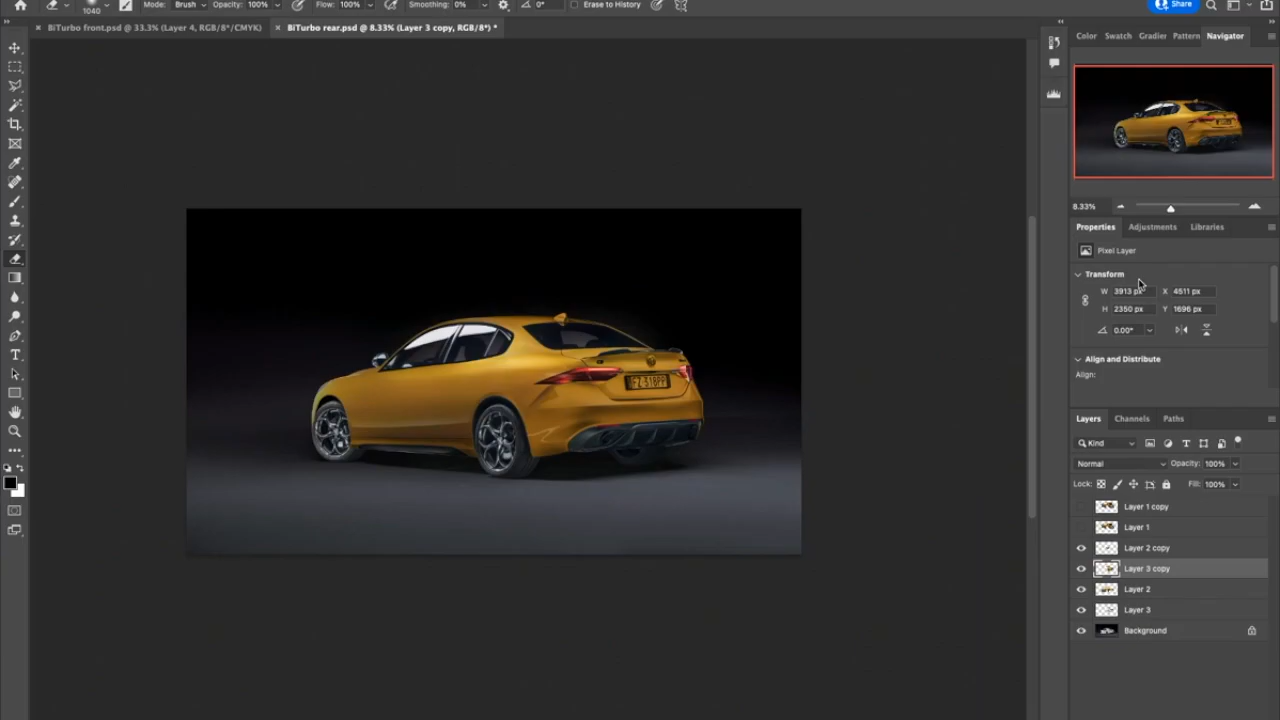 Mode: Brush Opacity: 100% Flow: 100% Smoothing: 0% 0° Erase to History Share
1040
BiTurbo front.psd @ 33.3% (Layer 4, RGB/8*/CMYK) BiTurbo rear.psd @ 8.33% (Layer 3 copy, RGB/8*) *
Color Swatch Gradier Pattern Navigator
8.33%
Properties Adjustments Libraries
Pixel Layer
Transform
W 3913 px X 4511 px
H 2350 px Y 1696 px
0.00°
Align and Distribute
Align:
Layers Channels Paths
Kind
Normal Opacity: 100%
Lock: Fill: 100%
Layer 1 copy
Layer 1
Layer 2 copy
Layer 3 copy
Layer 2
Layer 3
Background